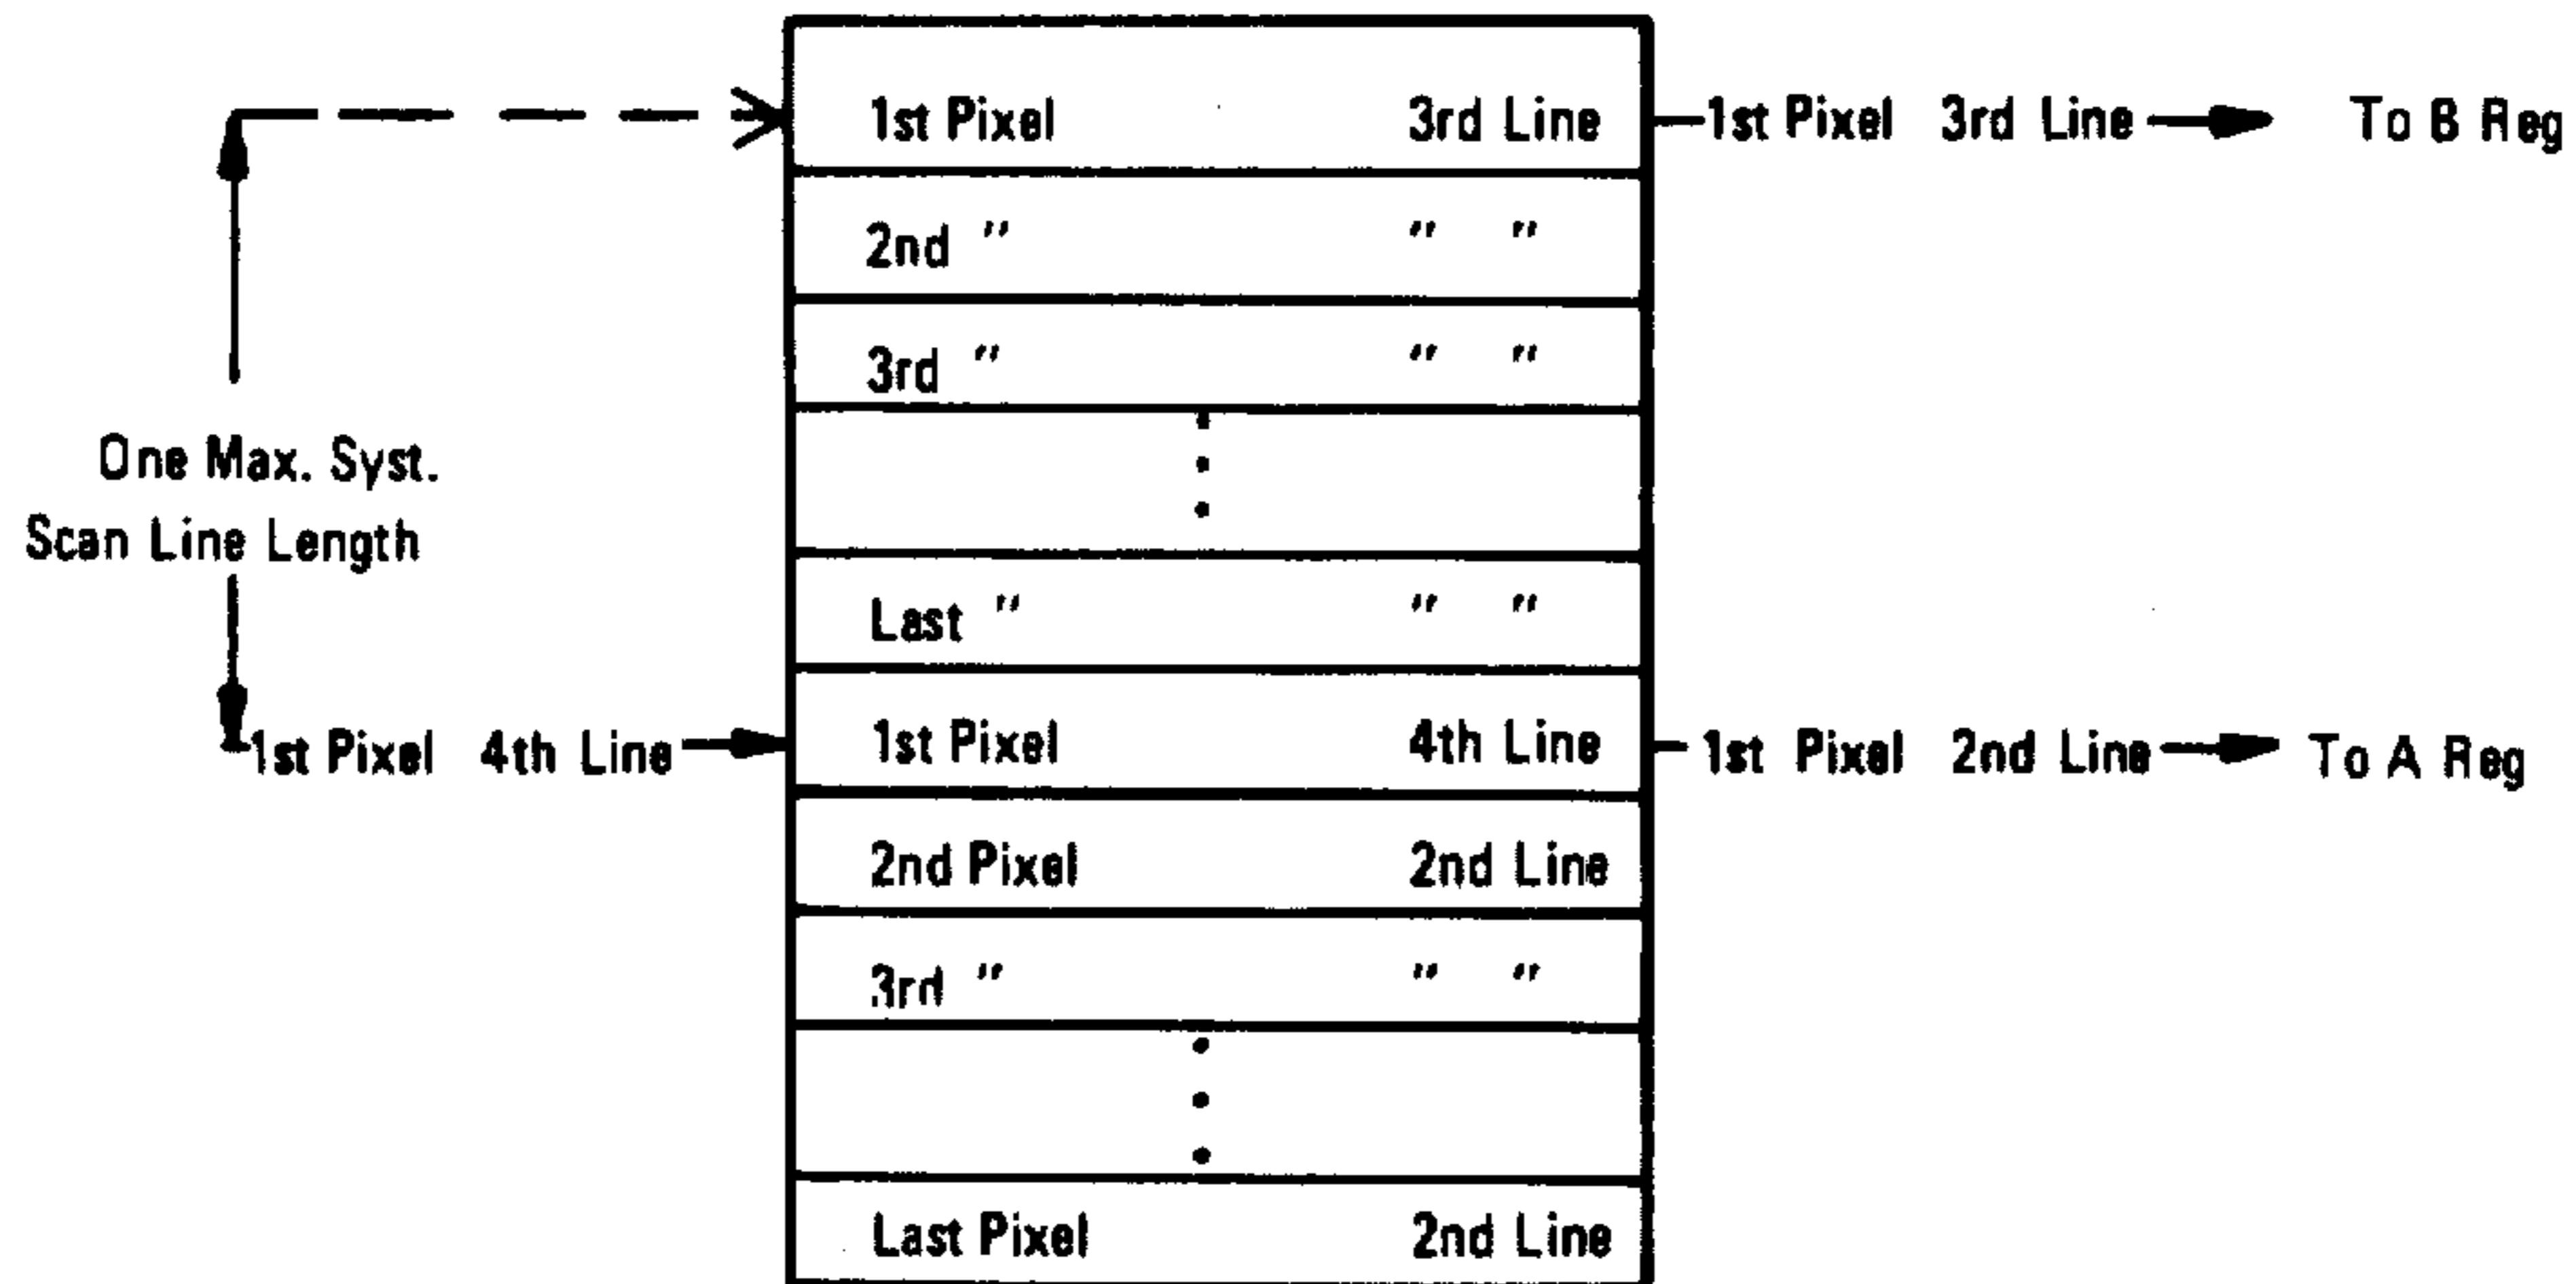 1st Pixel 3rd Line 1st Pixel 3rd Line To B Reg
2nd " " "
3rd " " "
One Max. Syst.
Scan Line Length
Last " " "
1st Pixel 4th Line 1st Pixel 4th Line 1st Pixel 2nd Line To A Reg
2nd Pixel 2nd Line
3rd " " "
Last Pixel 2nd Line